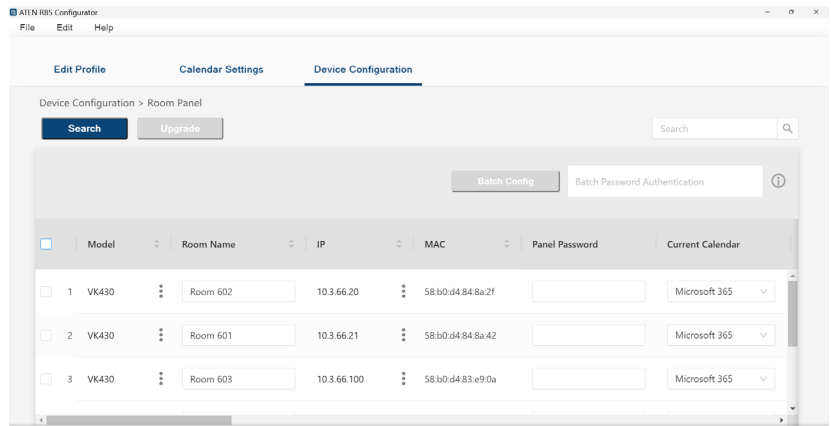 ATEN RBS Configurator
File Edit Help
Edit Profile Calendar Settings Device Configuration
Device Configuration > Room Panel
Search Upgrade Search
Batch Config Batch Password Authentication
Model Room Name IP MAC Panel Password Current Calendar
1 VK430 Room 602 10.3.66.20 58:b0:d4:84:8a:2f Microsoft 365
2 VK430 Room 601 10.3.66.21 58:b0:d4:84:8a:42 Microsoft 365
3 VK430 Room 603 10.3.66.100 58:b0:d4:83:e9:0a Microsoft 365